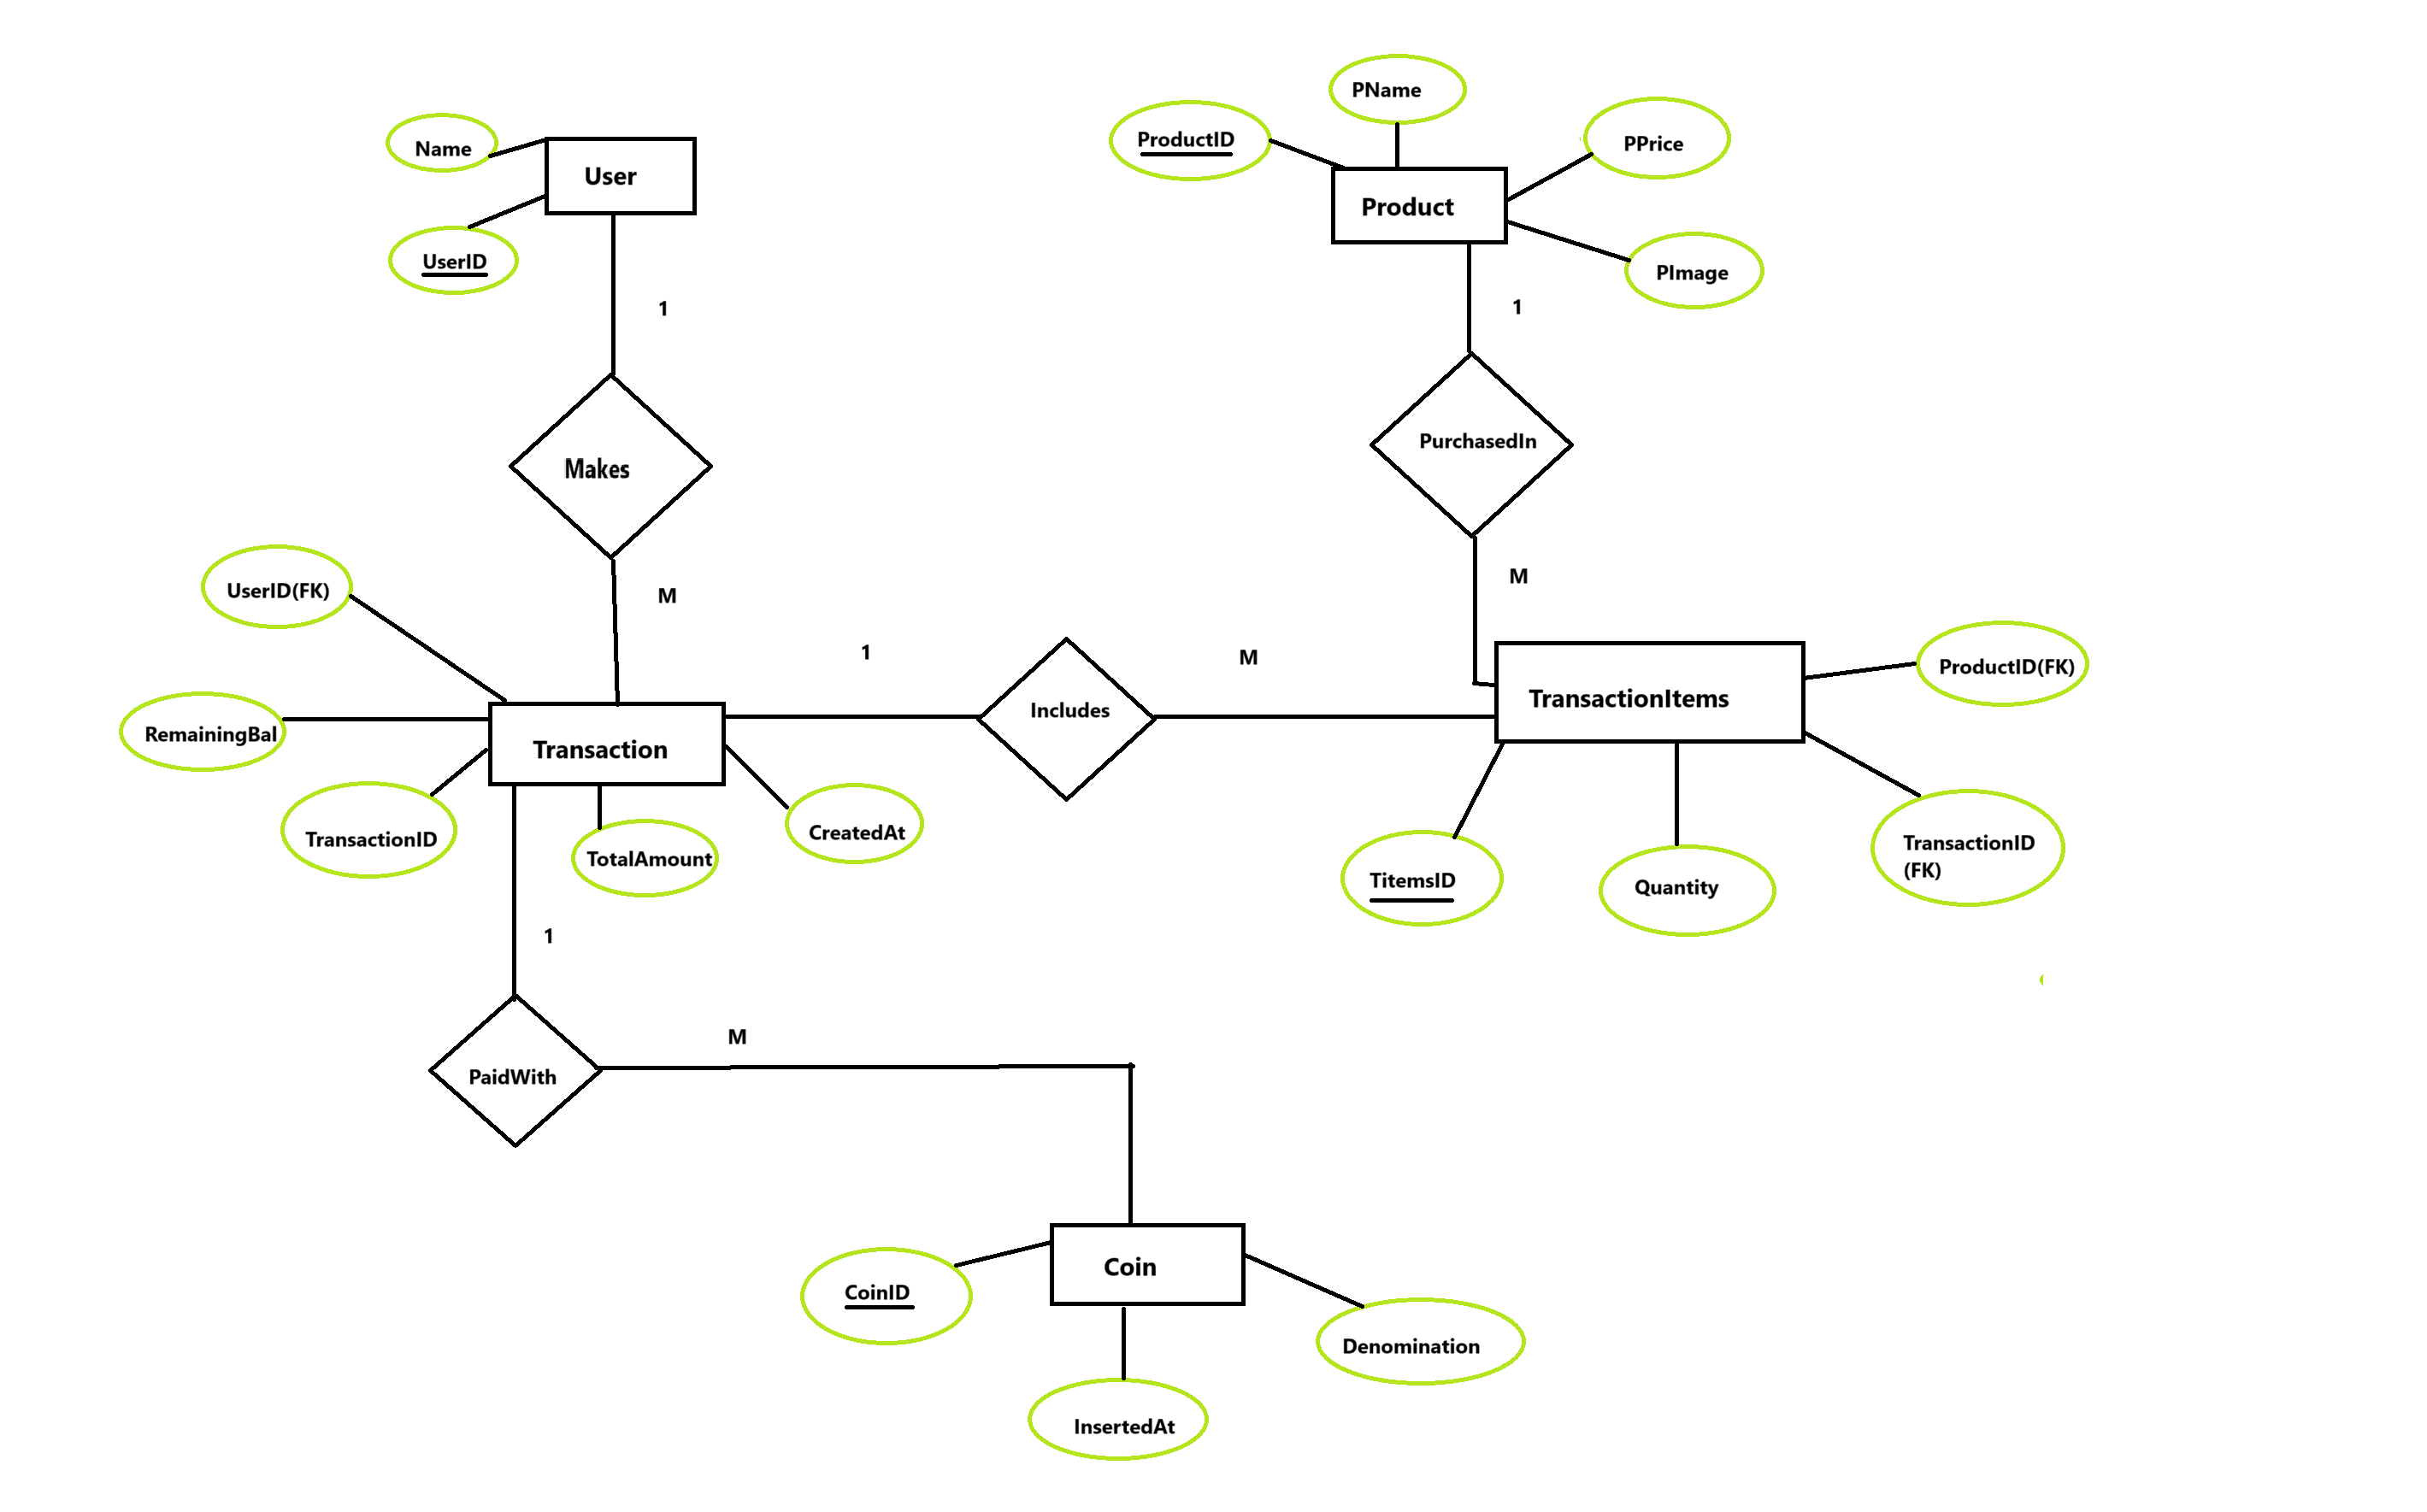 PName
ProductID
PPrice
Name
User
Product
UserID
PImage
1
1
PurchasedIn
Makes
M
UserID(FK)
M
1
M
ProductID(FK)
TransactionItems
Includes
RemainingBal
Transaction
CreatedAt
TransactionID
TotalAmount
TransactionID
(FK)
TitemsID
Quantity
1
M
PaidWith
Coin
CoinID
Denomination
InsertedAt